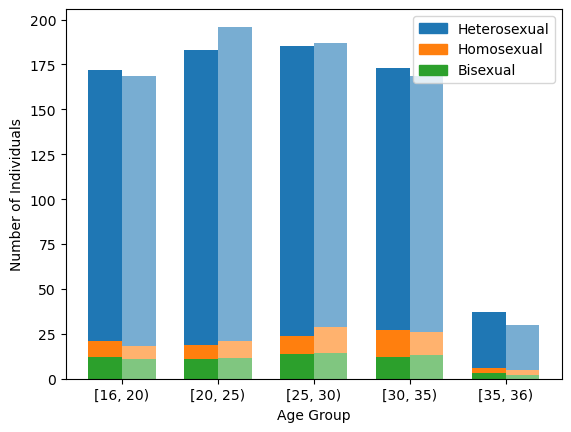 200
175
150
125
100
75
50
25
0
Number of Individuals
Heterosexual
Homosexual
Bisexual
[16, 20)
[20, 25)
[25, 30)
[30, 35)
[35, 36)
Age Group